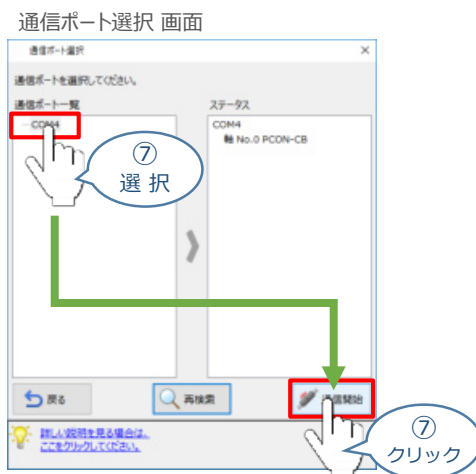 通信ポート選択 画面
通信ポート選択
通信ポートを選択してください。
通信ポート一覧
ステータス
COM4
COM4
軸 No.0 PCON-CB
⑦
選 択
戻る
再検索
通信開始
詳しい説明を見る場合は、
ここをクリックしてください。
⑦
クリック